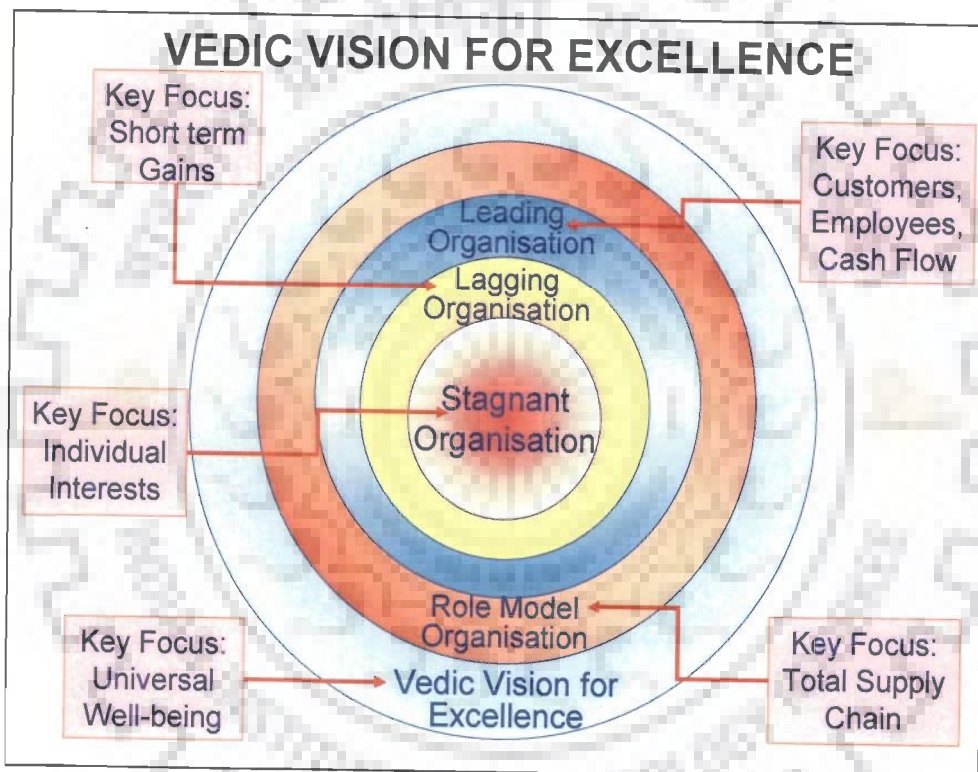 VEDIC VISION FOR EXCELLENCE
Key Focus:
Short term
Gains
Key Focus:
Customers,
Employees,
Cash Flow
Leading
Organisation
Lagging
Organisation
Stagnant
Organisation
Key Focus:
Individual
Interests
Role Model
Organisation
Key Focus:
Universal
Well-being
Vedic Vision for
Excellence
Key Focus:
Total Supply
Chain